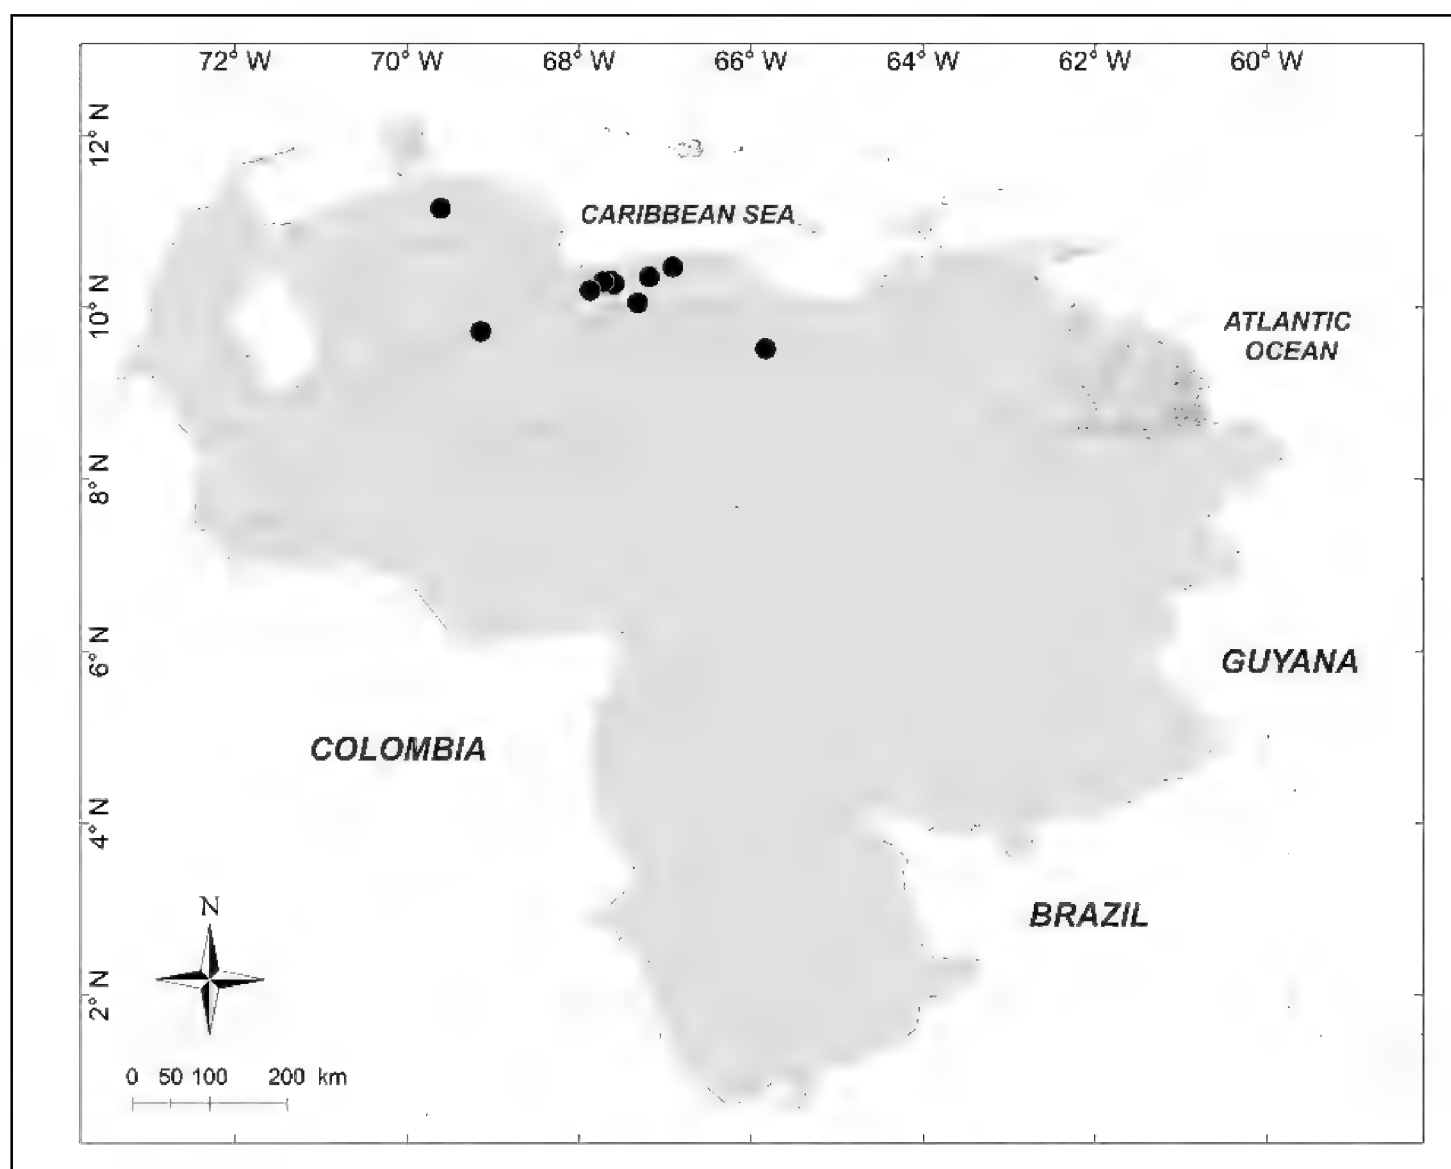 72° W 70° W 68° W 66° W 64° W 62° W 60° W
12° N
10° N
8° N
6° N
4° N
2° N
CARIBBEAN SEA
ATLANTIC
OCEAN
GUYANA
COLOMBIA
BRAZIL
N
0 50 100 200 km